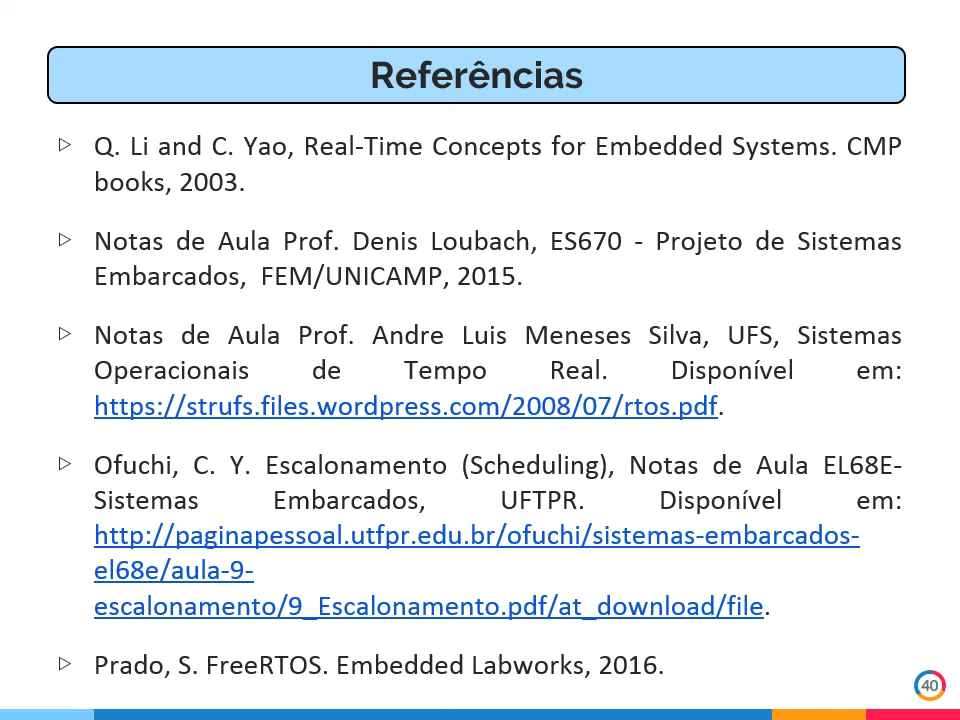 Referências
Q. Li and C. Yao, Real-Time Concepts for Embedded Systems. CMP
books, 2003.
Notas de Aula Prof. Denis Loubach, ES670 - Projeto de Sistemas
Embarcados, FEM/UNICAMP, 2015.
Notas de Aula Prof. Andre Luis Meneses Silva, UFS, Sistemas
Operacionais de Tempo Real. Disponível em:
https://strufs.files.wordpress.com/2008/07/rtos.pdf.
Ofuchi, C. Y. Escalonamento (Scheduling), Notas de Aula EL68E-
Sistemas Embarcados, UFTPR. Disponível em:
http://paginapessoal.utfpr.edu.br/ofuchi/sistemas-embarcados-
el68e/aula-9-
escalonamento/9_Escalonamento.pdf/at_download/file.
Prado, S. FreeRTOS. Embedded Labworks, 2016.
40